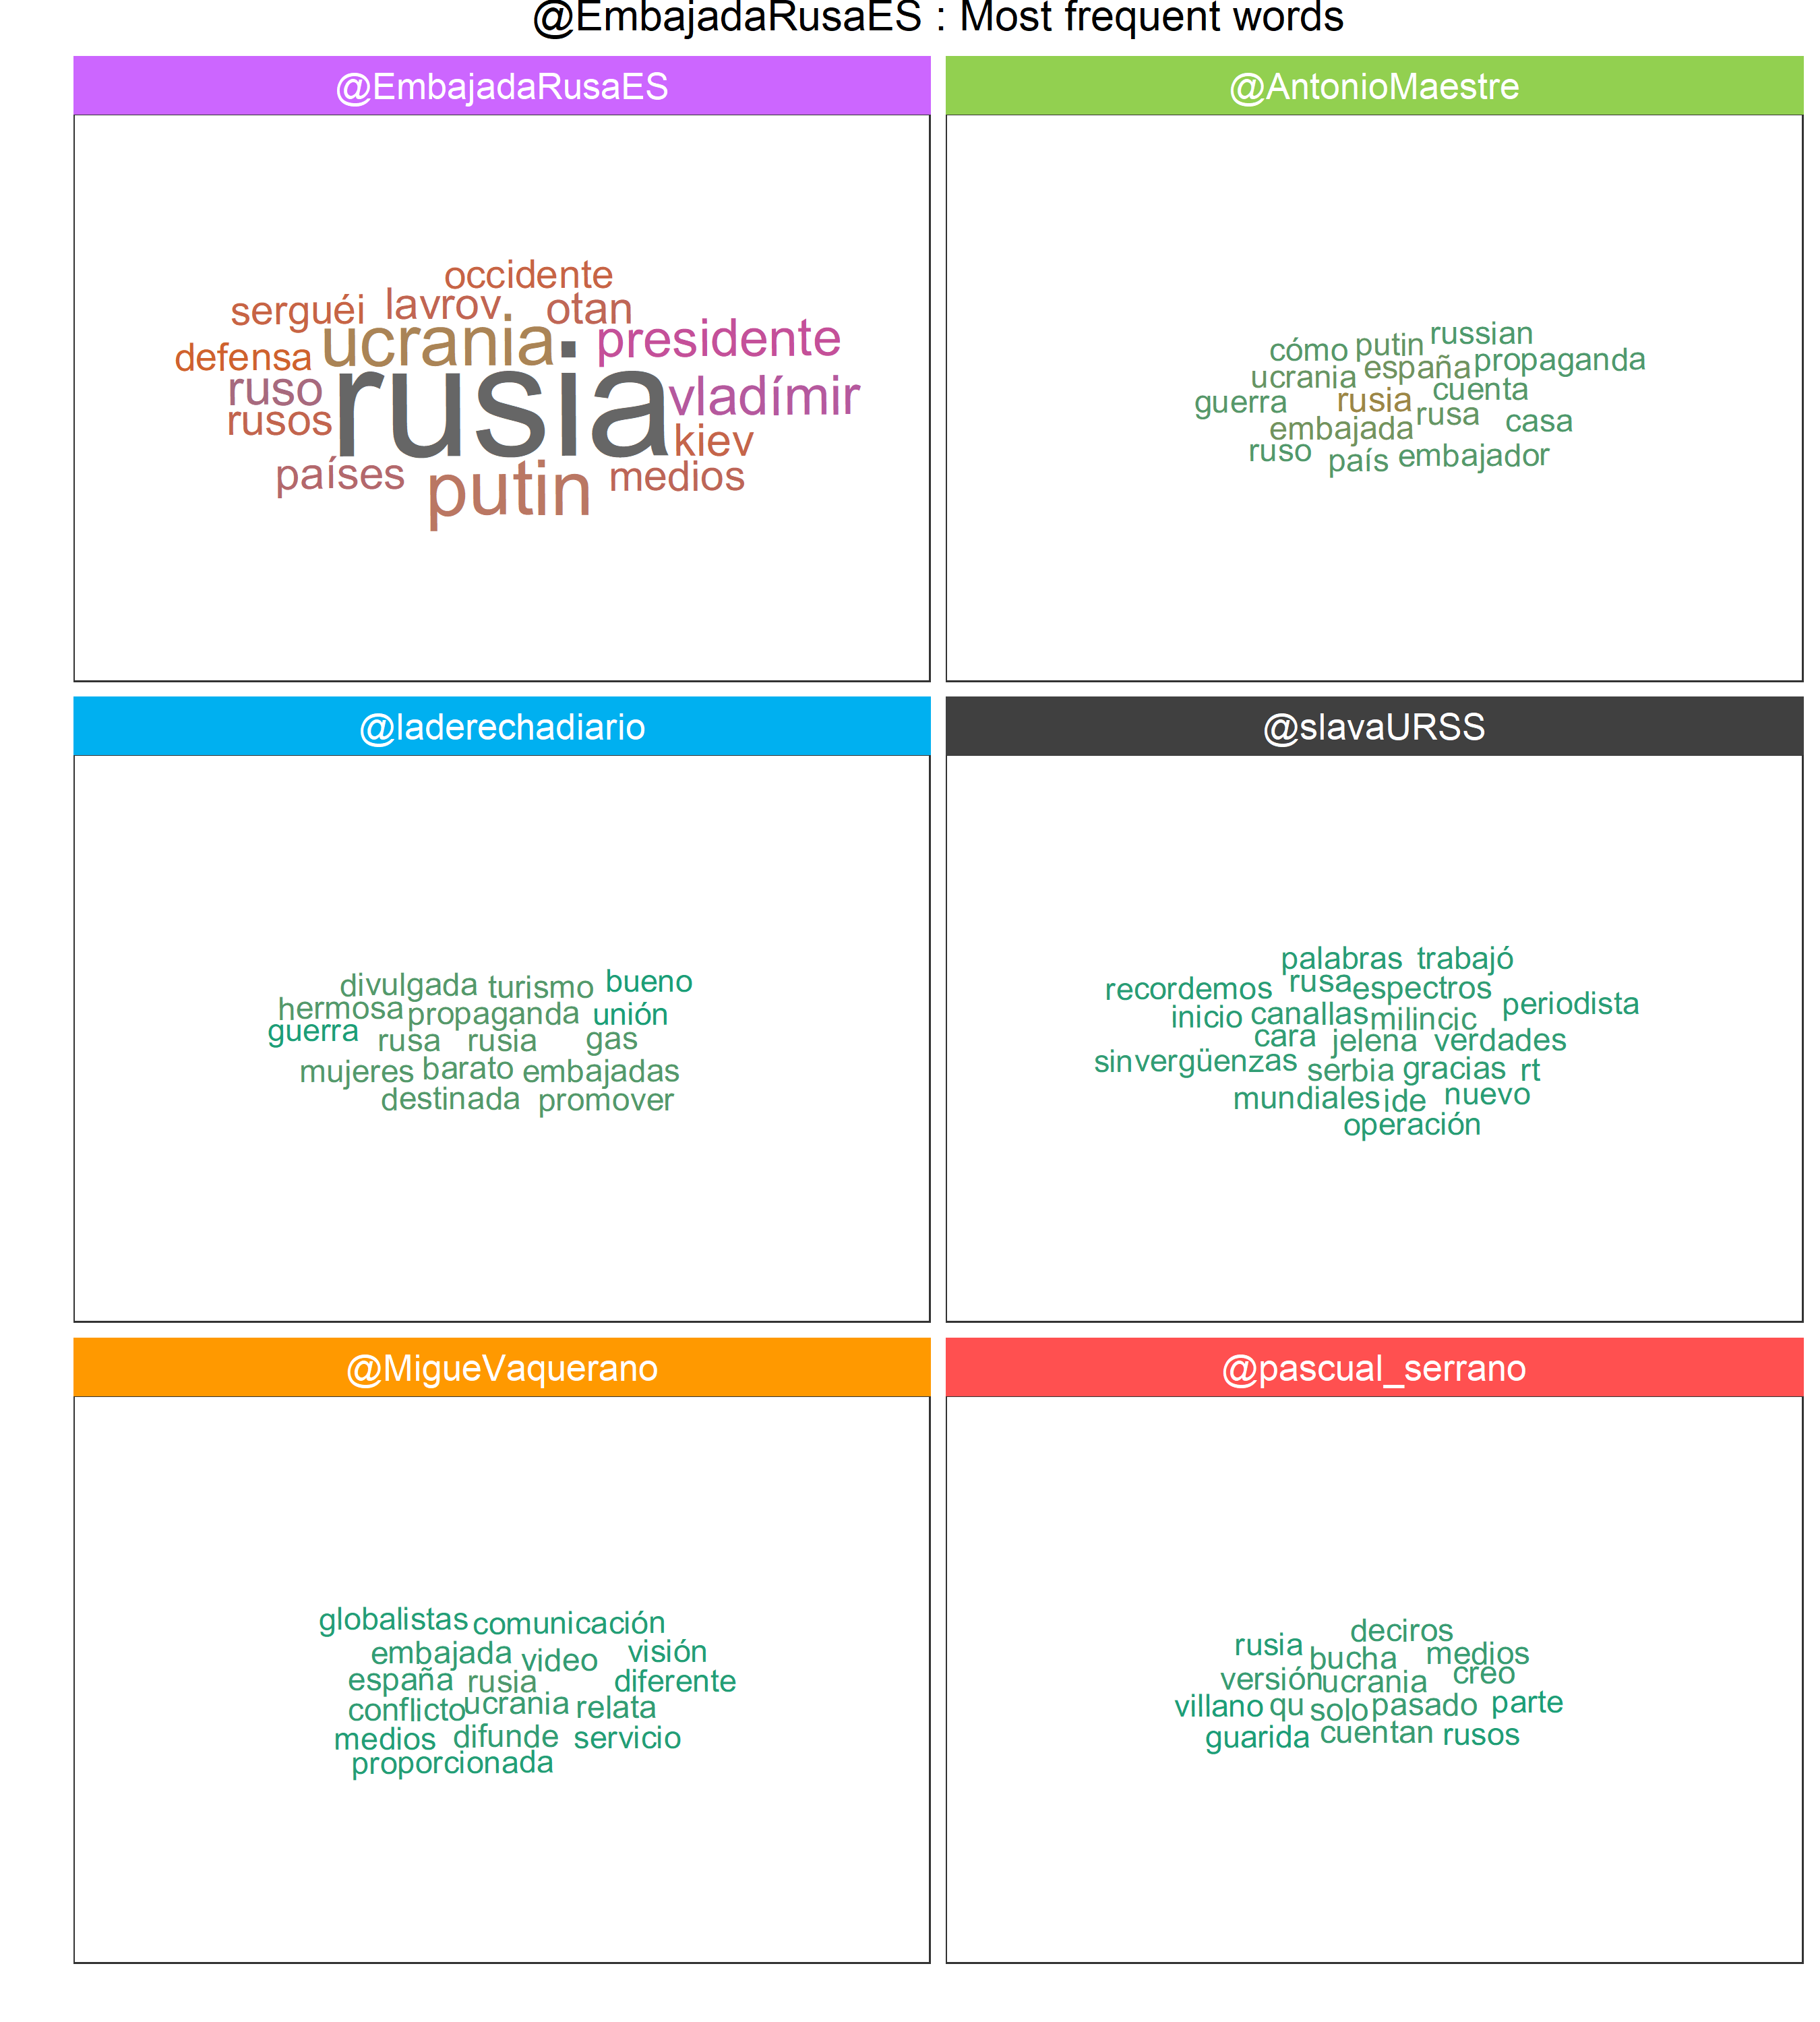 @EmbajadaRusaES : Most frequent words
@EmbajadaRusaES
occidente
serguéi lavrov otan
ucrania presidente
defensa
ruso rusia vladímir
rusos kiev
países putin medios
@AntonioMaestre
russian
cómo putin
ucrania españa propaganda
cuenta
guerra rusia rusa casa
embajada
ruso país embajador
@laderechadiario
divulgada turismo bueno
hermosa propaganda unión
guerra rusa rusia gas
mujeres barato embajadas
destinada promover
@slavaURSS
palabras trabajó
recordemos rusa espectros
inicio canallas milincic periodista
cara jelena verdades
sinvergüenzas serbia gracias rt
mundiales ide nuevo
operación
@MigueVaquerano
globalistas comunicación
embajada video visión
españa rusia diferente
conflicto ucrania relata
medios difunde servicio
proporcionada
@pascual_serrano
deciros
rusia bucha medios
versión ucrania creo
villano qu solo pasado parte
guarida cuentan rusos